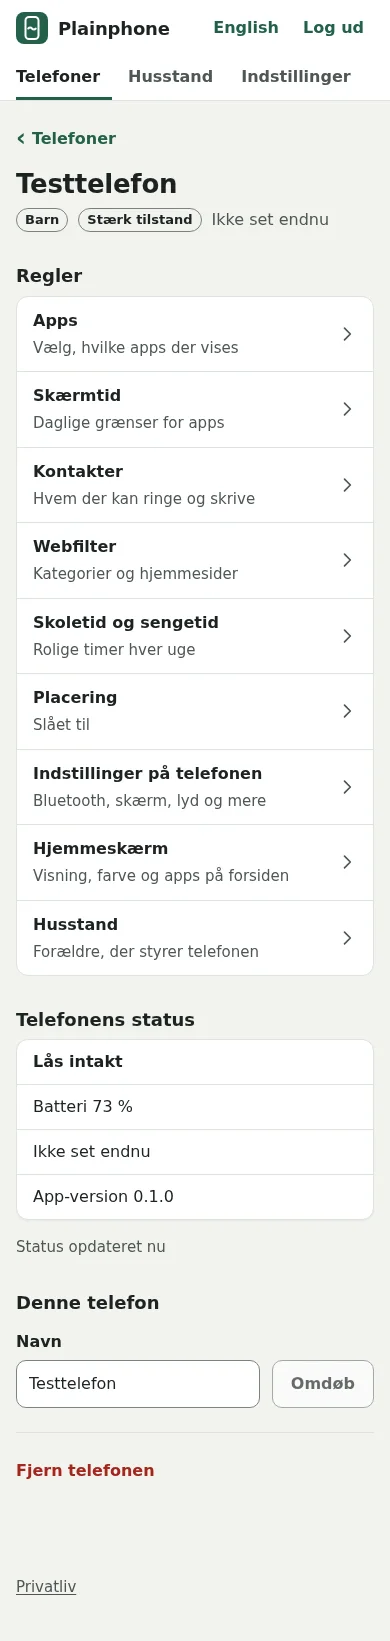 Plainphone
English
Log ud
Telefoner
Husstand
Indstillinger
‹ Telefoner
Testtelefon
Barn
Stærk tilstand
Ikke set endnu
Regler
Apps
Vælg, hvilke apps der vises
Skærmtid
Daglige grænser for apps
Kontakter
Hvem der kan ringe og skrive
Webfilter
Kategorier og hjemmesider
Skoletid og sengetid
Rolige timer hver uge
Placering
Slået til
Indstillinger på telefonen
Bluetooth, skærm, lyd og mere
Hjemmeskærm
Visning, farve og apps på forsiden
Husstand
Forældre, der styrer telefonen
Telefonens status
Lås intakt
Batteri 73 %
Ikke set endnu
App-version 0.1.0
Status opdateret nu
Denne telefon
Navn
Testtelefon
Omdøb
Fjern telefonen
Privatliv